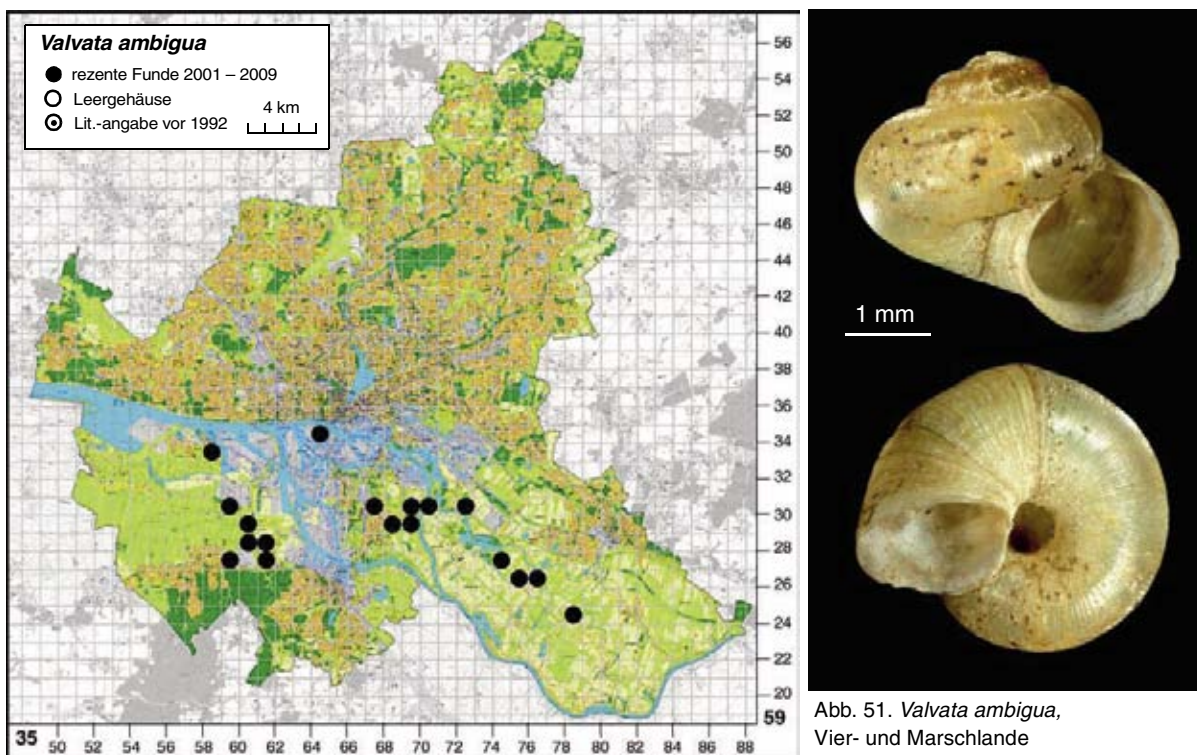 Valvata ambigua
rezente Funde 2001 – 2009
Leergehäuse
Lit.-angabe vor 1992
4 km
56
54
52
50
48
46
44
42
40
38
36
34
32
30
28
26
24
22
20
59
35
50 52 54 56 58 60 62 64 66 68 70 72 74 76 78 80 82 84 86 88
1 mm
Abb. 51. Valvata ambigua,
Vier- und Marschlande